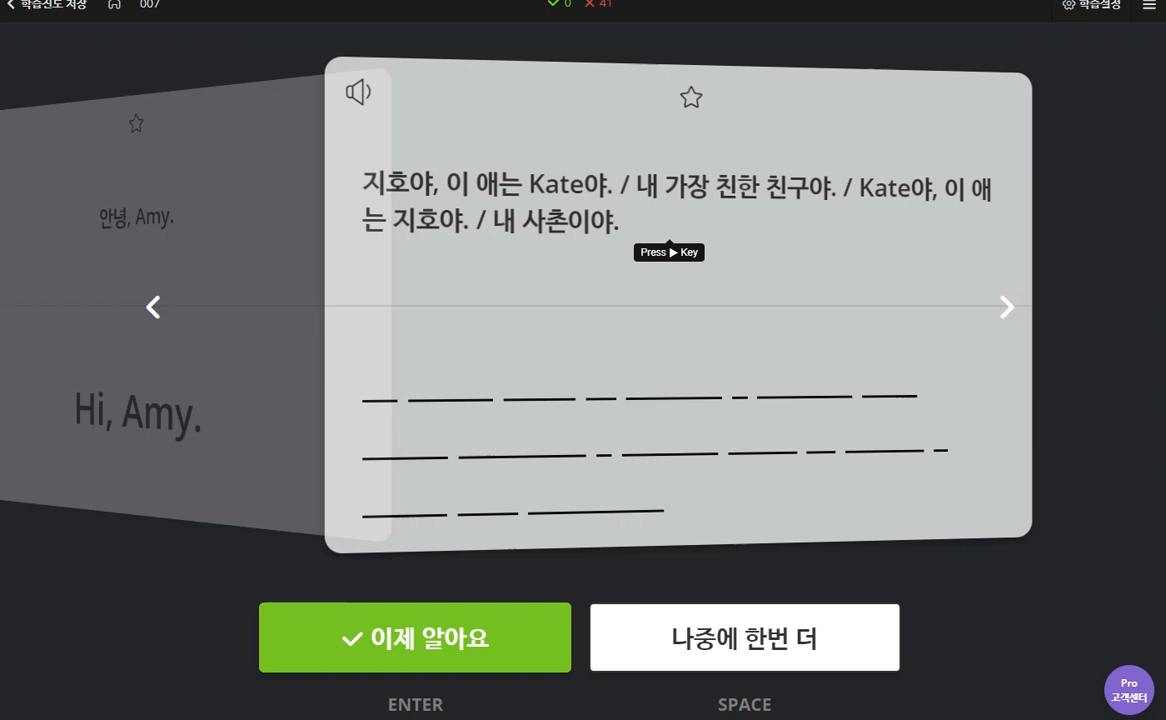 학습진도 저장
007
0
41
학습설정
안녕, Amy.
Hi, Amy.
지호야, 이 애는 Kate야. / 내 가장 친한 친구야. / Kate야, 이 애
는 지호야. / 내 사촌이야.
Press ▶ Key
이제 알아요
나중에 한번 더
ENTER
SPACE
Pro
고객센터